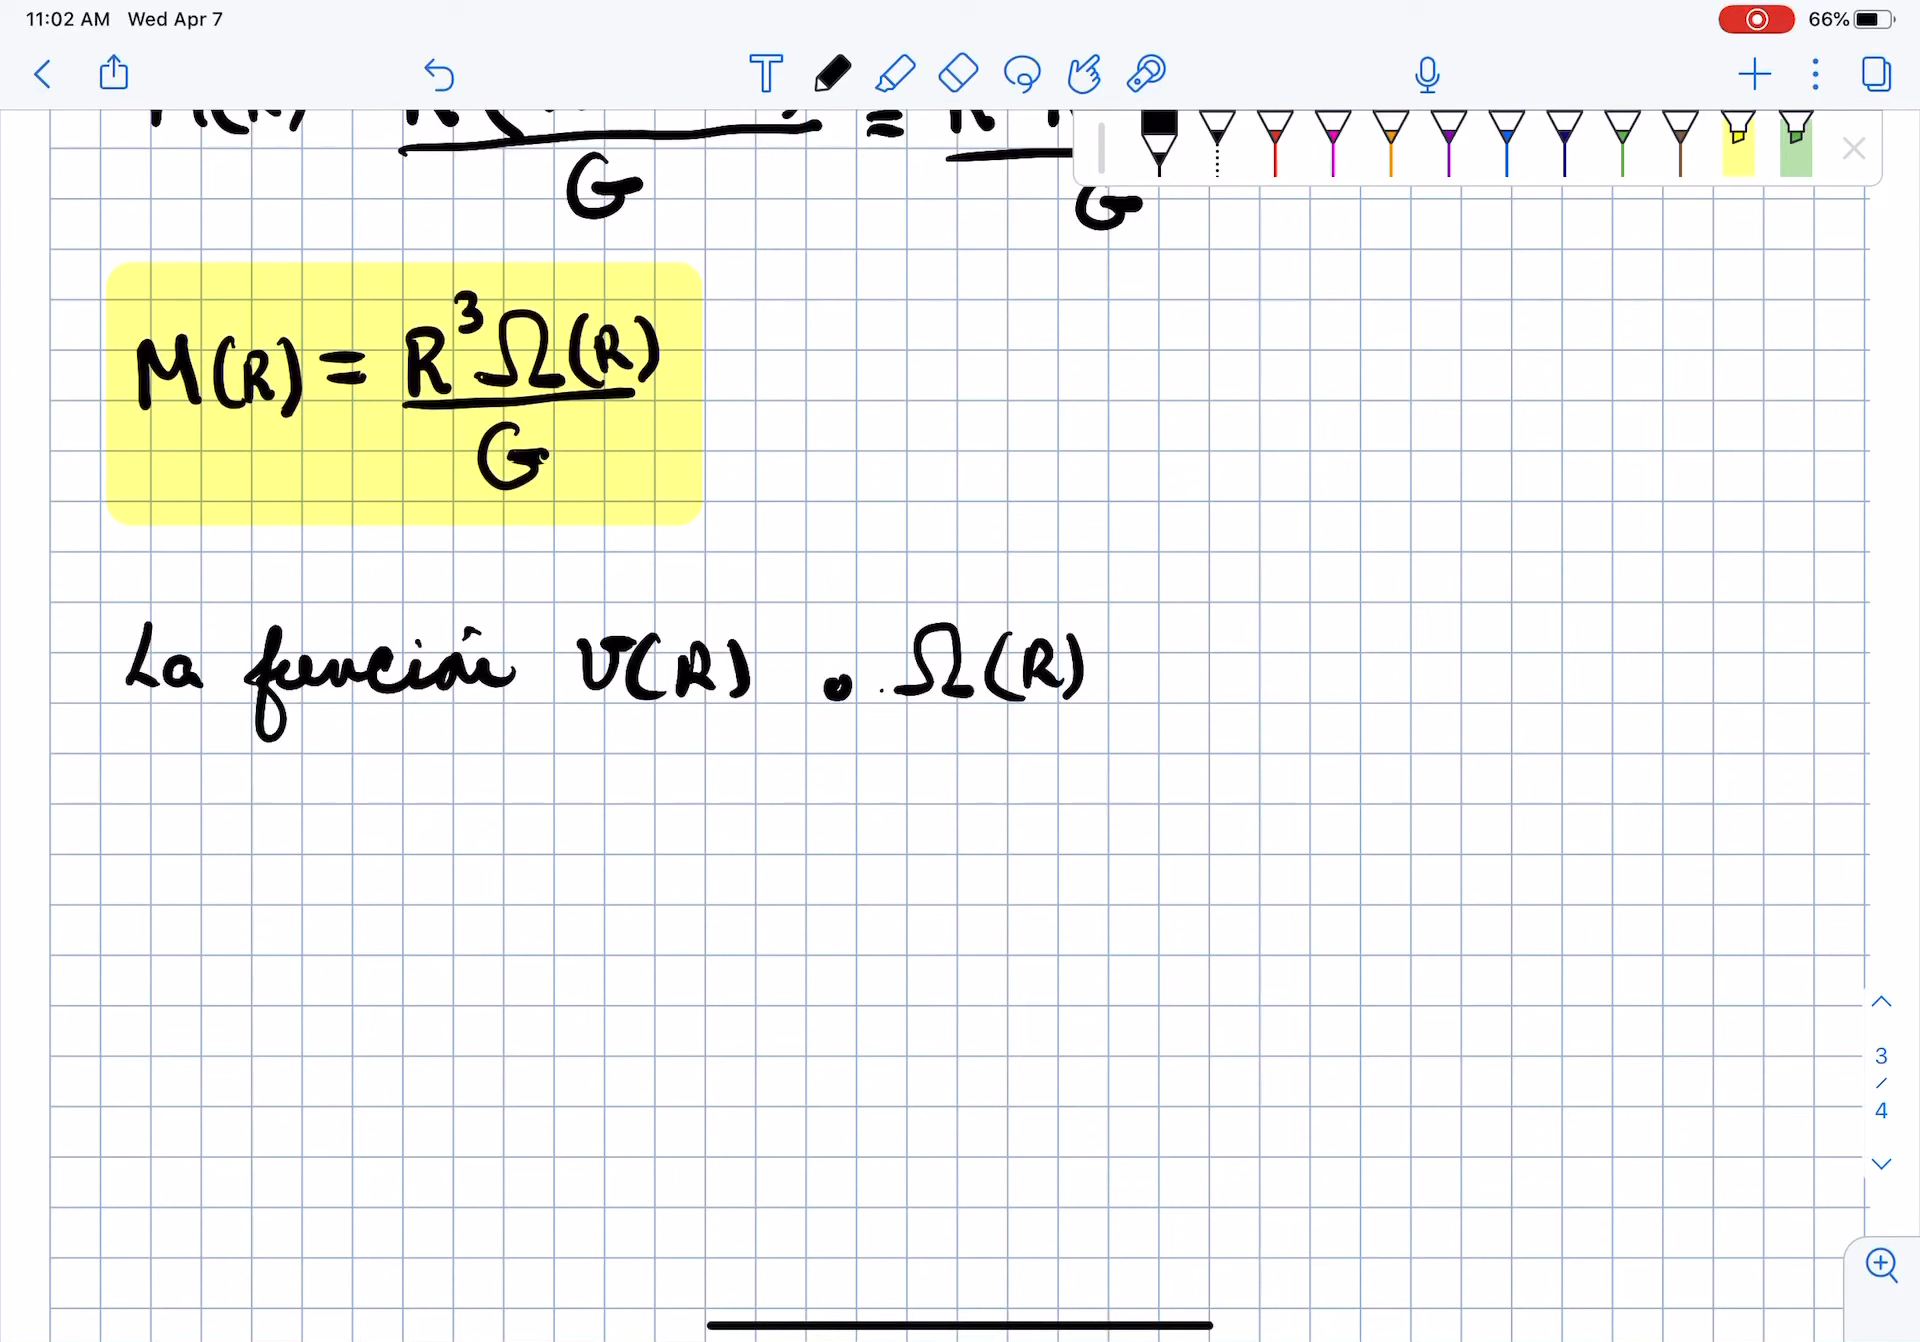 11:02 AM Wed Apr 7
66%
G
G
M(R) = R³Ω(R)
G
La función v(R) o Ω(R)
3
/
4